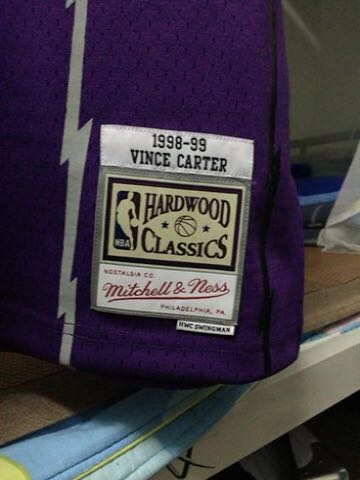 1998-99
VINCE CARTER
HARDWOOD
NBA
CLASSICS
NOSTALGIA CO.
Mitchell & Ness
PHILADELPHIA, PA.
HWC SWINGMAN